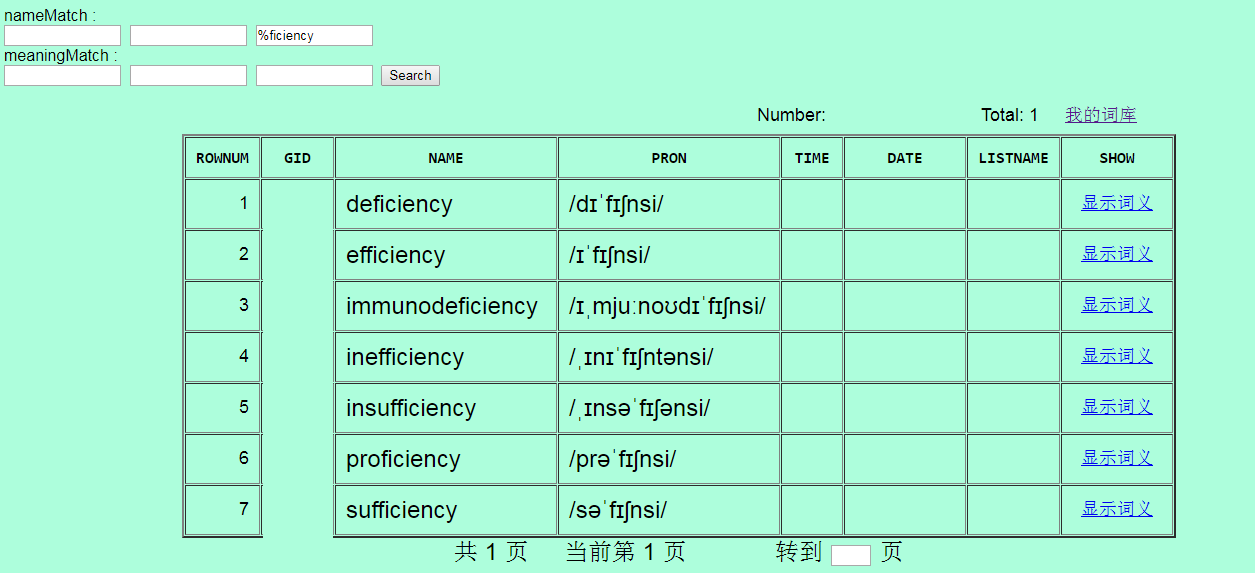 nameMatch :
%ficiency
meaningMatch :
Search
Number: Total: 1 我的词库
ROWNUM GID NAME PRON TIME DATE LISTNAME SHOW
1 deficiency /dɪˈfɪʃnsi/ 显示词义
2 efficiency /ɪˈfɪʃnsi/ 显示词义
3 immunodeficiency /ɪˌmjuːnoʊdɪˈfɪʃnsi/ 显示词义
4 inefficiency /ˌɪnɪˈfɪʃntənsi/ 显示词义
5 insufficiency /ˌɪnsəˈfɪʃənsi/ 显示词义
6 proficiency /prəˈfɪʃnsi/ 显示词义
7 sufficiency /səˈfɪʃnsi/ 显示词义
共 1 页 当前第 1 页 转到 页